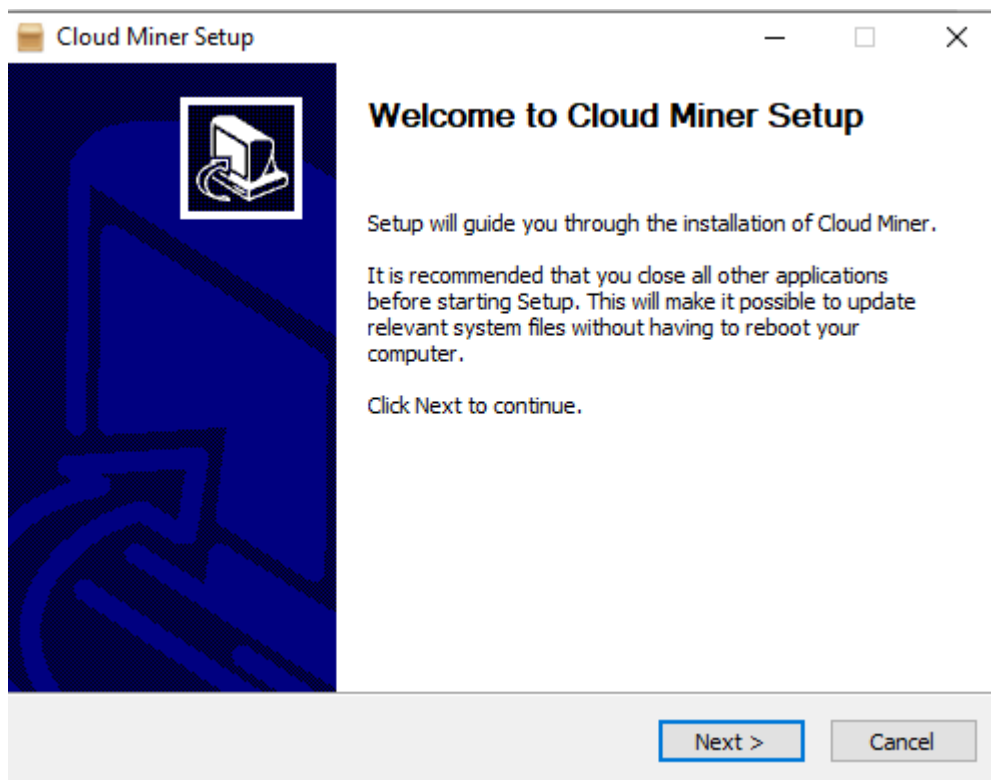 Cloud Miner Setup
Welcome to Cloud Miner Setup
Setup will guide you through the installation of Cloud Miner.
It is recommended that you close all other applications
before starting Setup. This will make it possible to update
relevant system files without having to reboot your
computer.
Click Next to continue.
Next >
Cancel